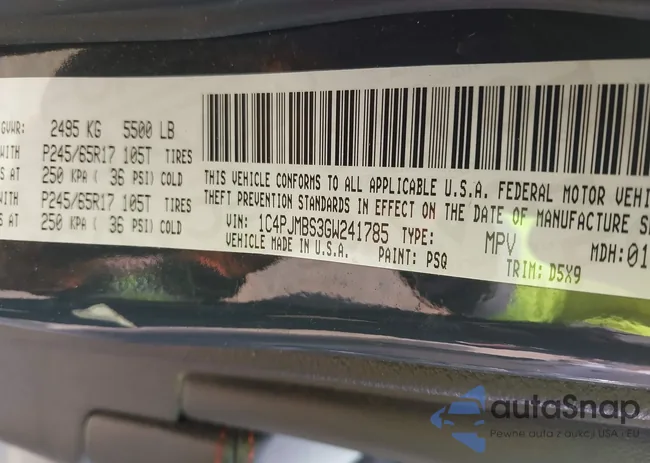 GVWR: 2495 KG 5500 LB
WITH P245/65R17 105T TIRES
S AT 250 KPA ( 36 PSI) COLD
WITH P245/65R17 105T TIRES
S AT 250 KPA ( 36 PSI) COLD
THIS VEHICLE CONFORMS TO ALL APPLICABLE U.S.A. FEDERAL MOTOR VEHI
THEFT PREVENTION STANDARDS IN EFFECT ON THE DATE OF MANUFACTURE S
VIN: 1C4PJMBS3GW241785 TYPE: MPV MDH:01
VEHICLE MADE IN U.S.A. PAINT: PSQ TRIM: D5X9
autaSnap
Pewne auta z aukcji USA - EU